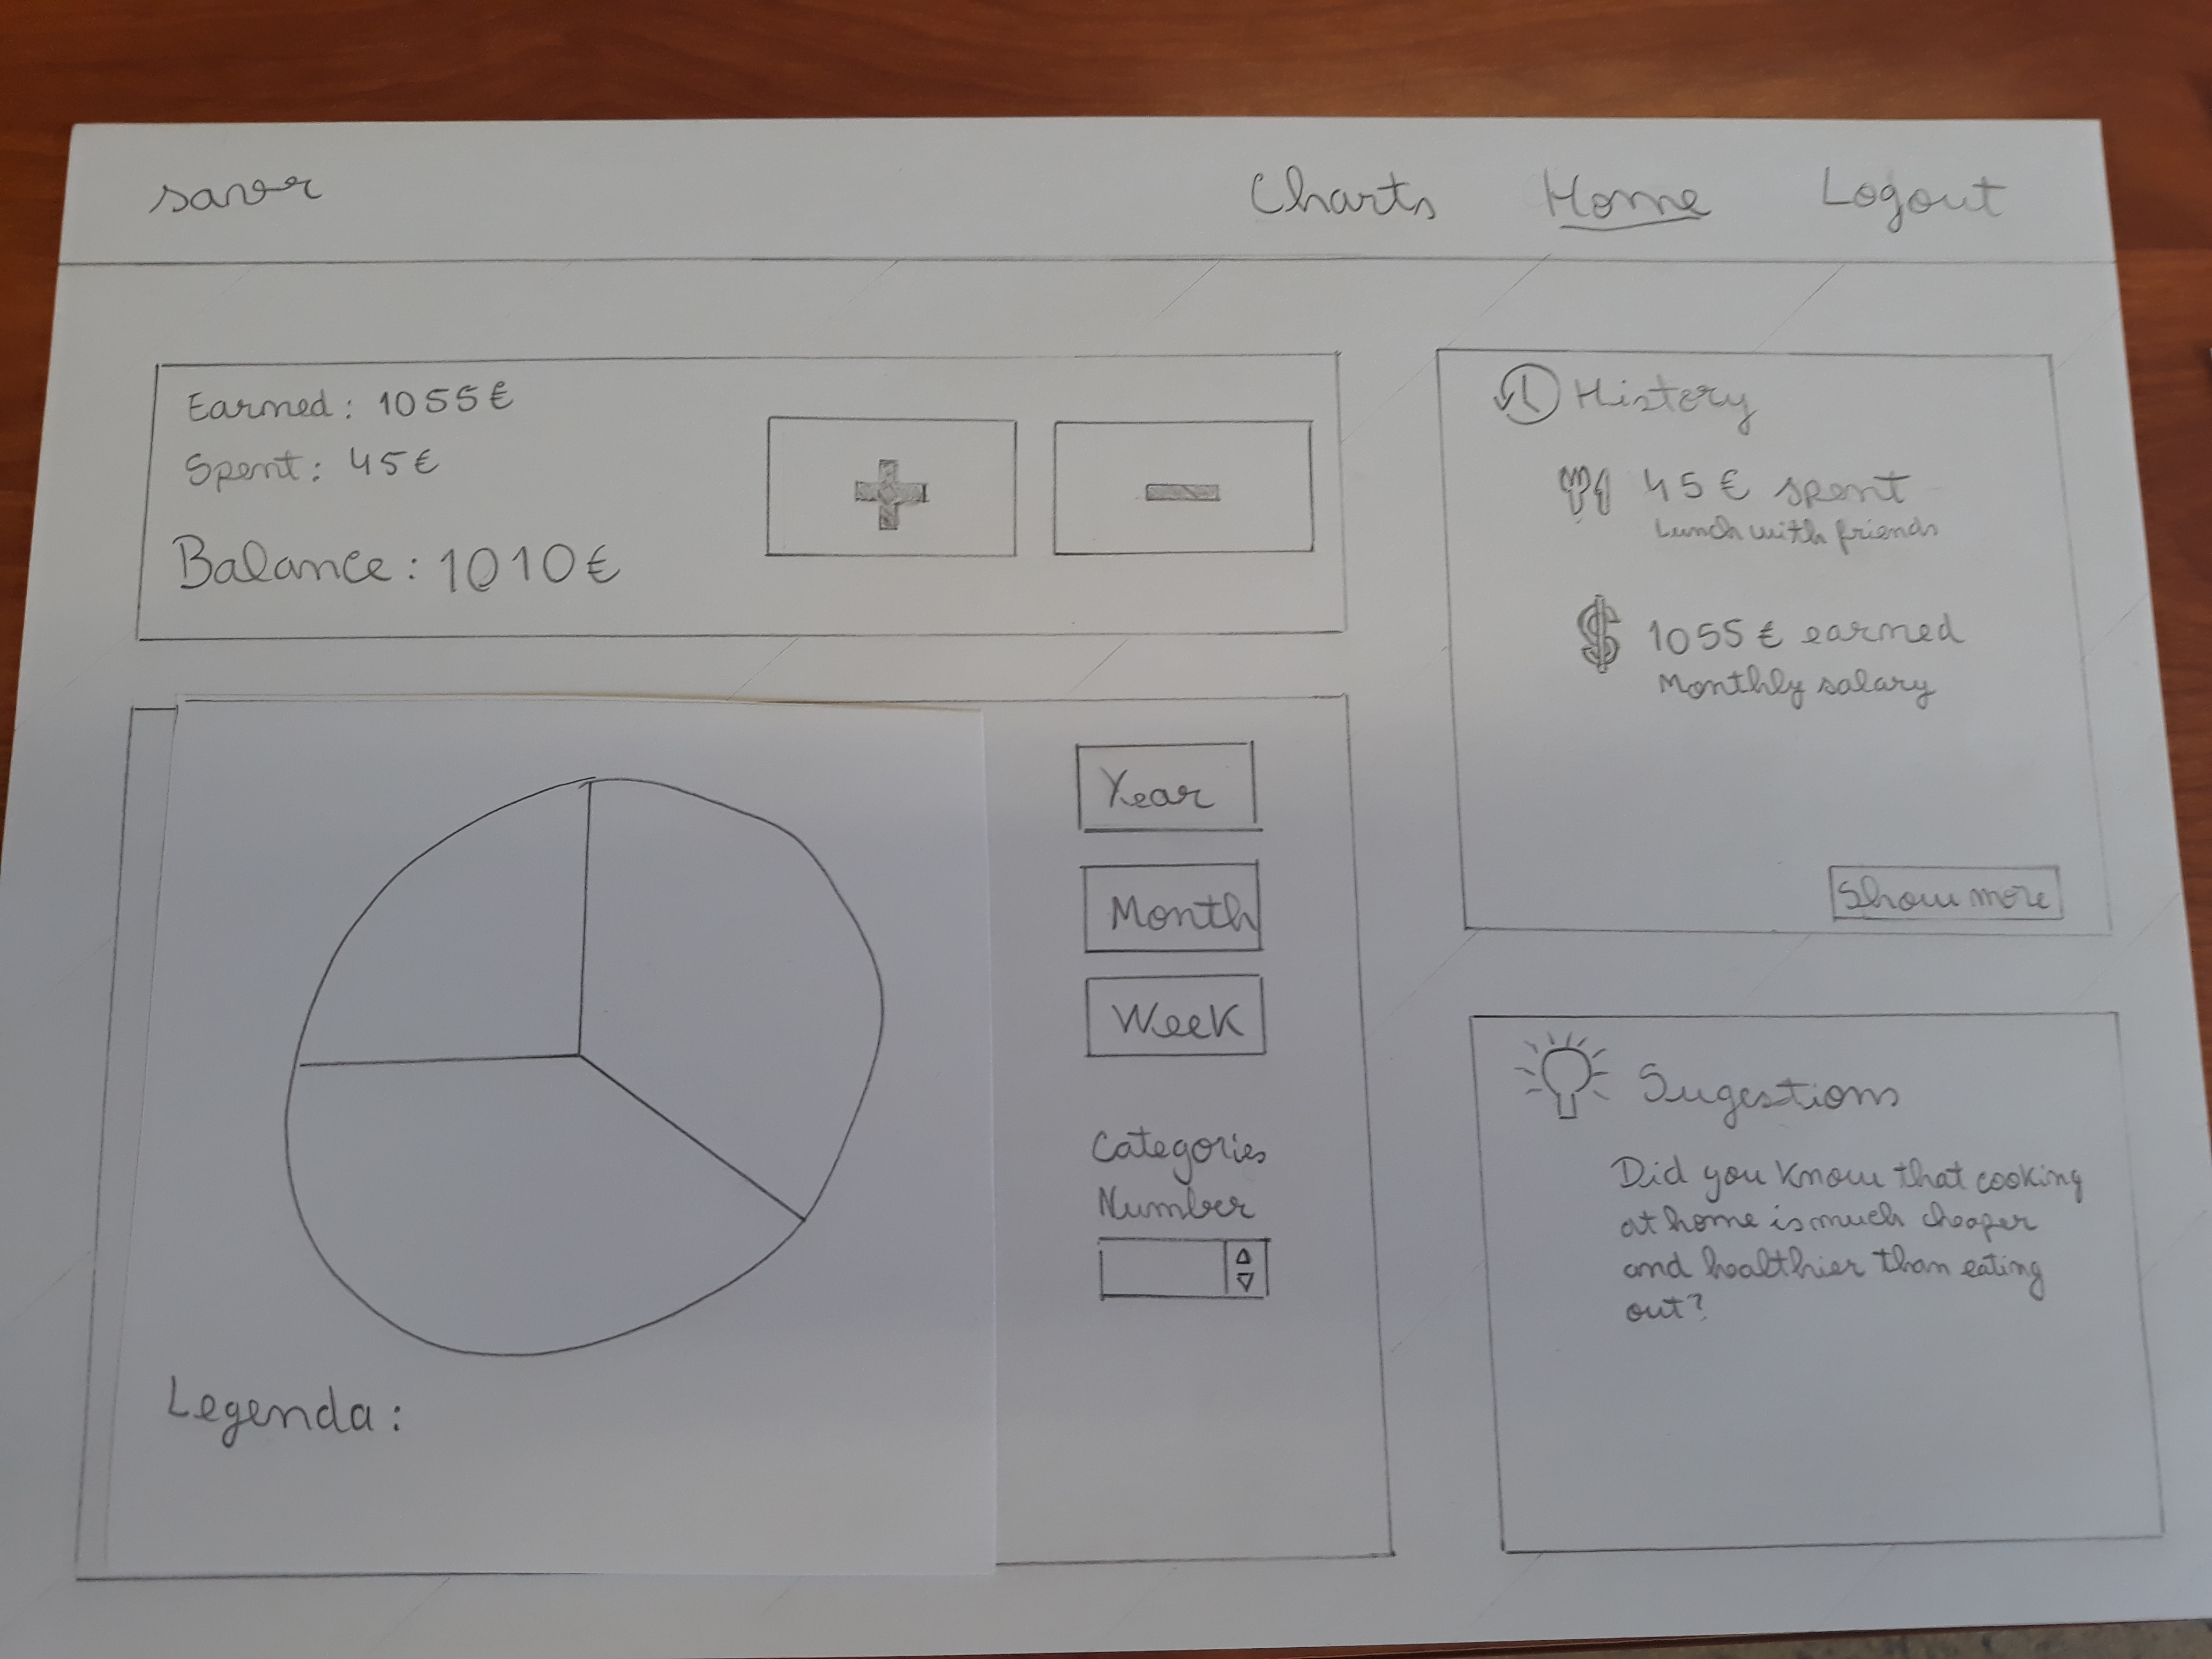 saver
Charts
Home
Logout
Earned: 1055€
Spent: 45€
Balance: 1010€
+
-
History
45€ spent
Lunch with friends
$ 1055€ earned
Monthly salary
Show more
Legenda:
Year
Month
Week
Categories
Number
Sugestions
Did you know that cooking
at home is much cheaper
and healthier than eating
out?